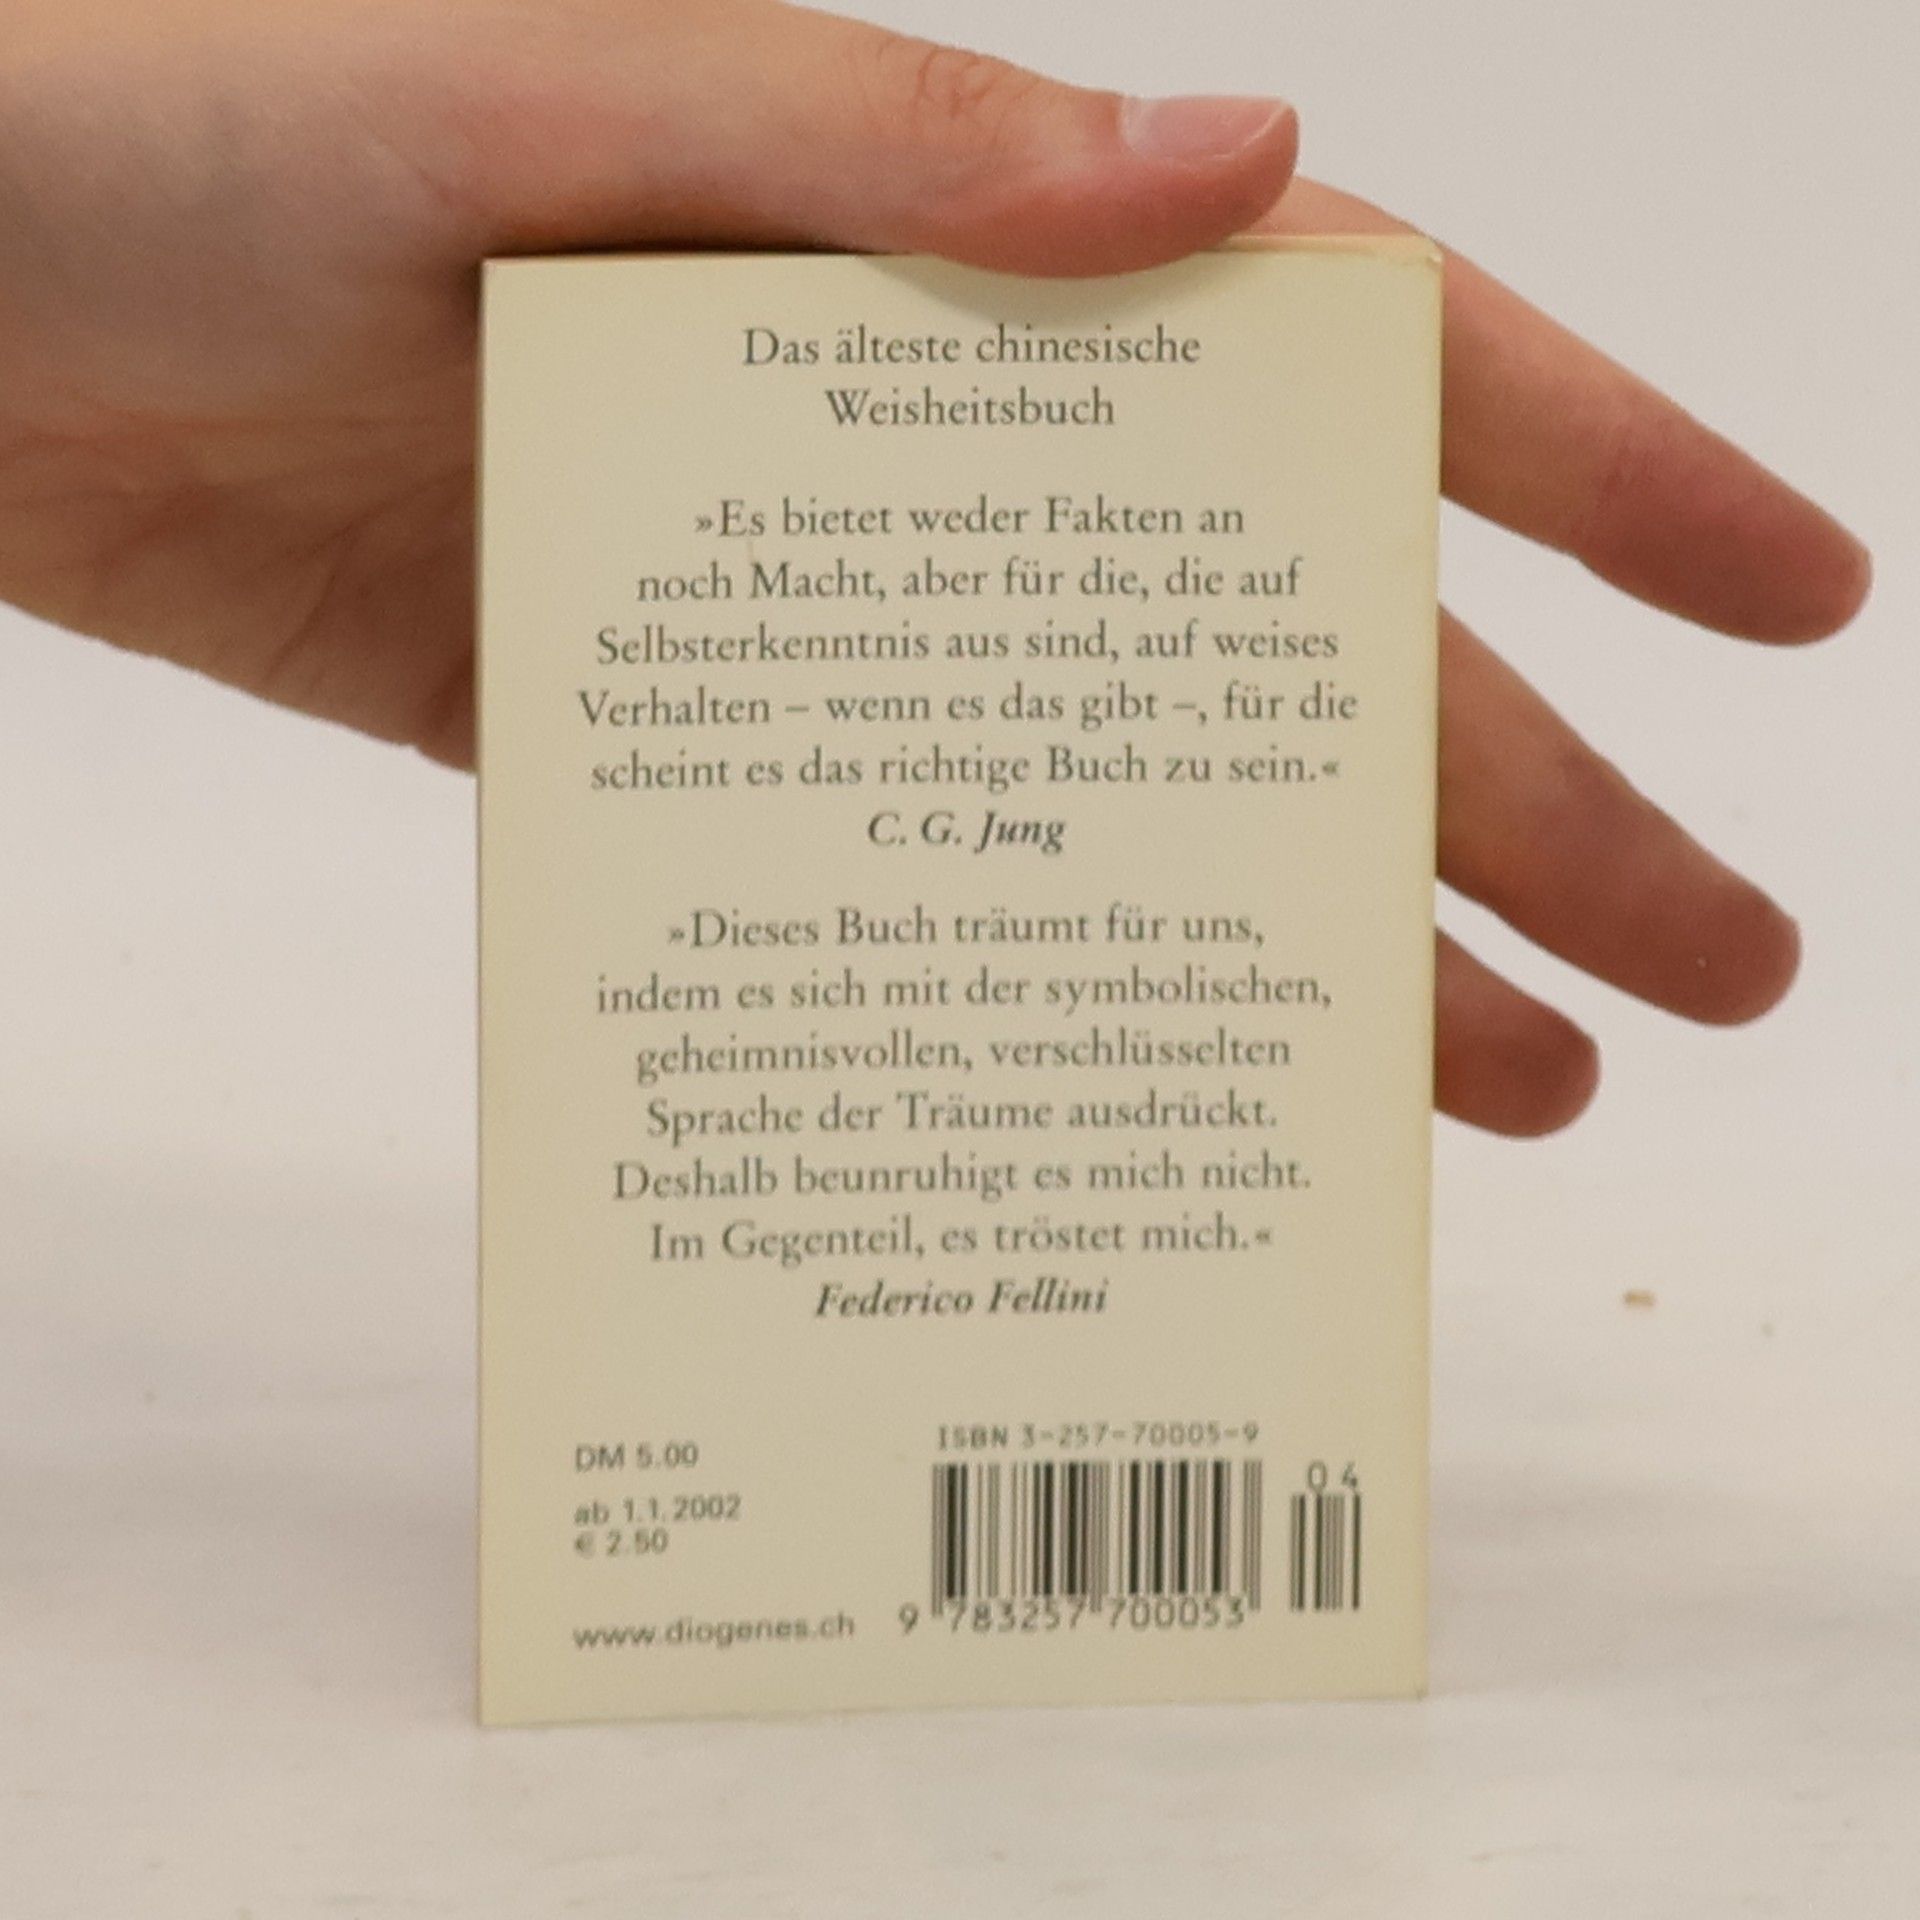 Das älteste chinesische
Weisheitsbuch
»Es bietet weder Fakten an
noch Macht, aber für die, die auf
Selbsterkenntnis aus sind, auf weises
Verhalten – wenn es das gibt –, für die
scheint es das richtige Buch zu sein.«
C. G. Jung
»Dieses Buch träumt für uns,
indem es sich mit der symbolischen,
geheimnisvollen, verschlüsselten
Sprache der Träume ausdrückt.
Deshalb beunruhigt es mich nicht.
Im Gegenteil, es tröstet mich.«
Federico Fellini
DM 5.00
ab 1.1.2002
€ 2.50
www.diogenes.ch
ISBN 3-257-70005-9
04
9 783257 700053